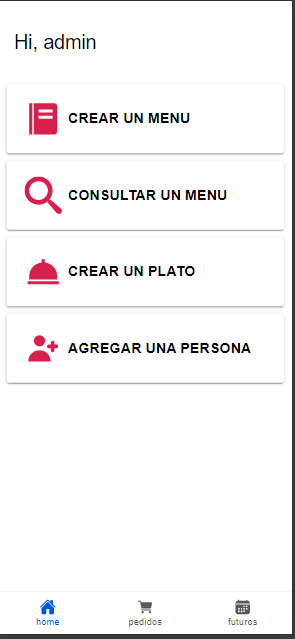 Hi, admin
CREAR UN MENU
CONSULTAR UN MENU
CREAR UN PLATO
AGREGAR UNA PERSONA
home
pedidos
futuros